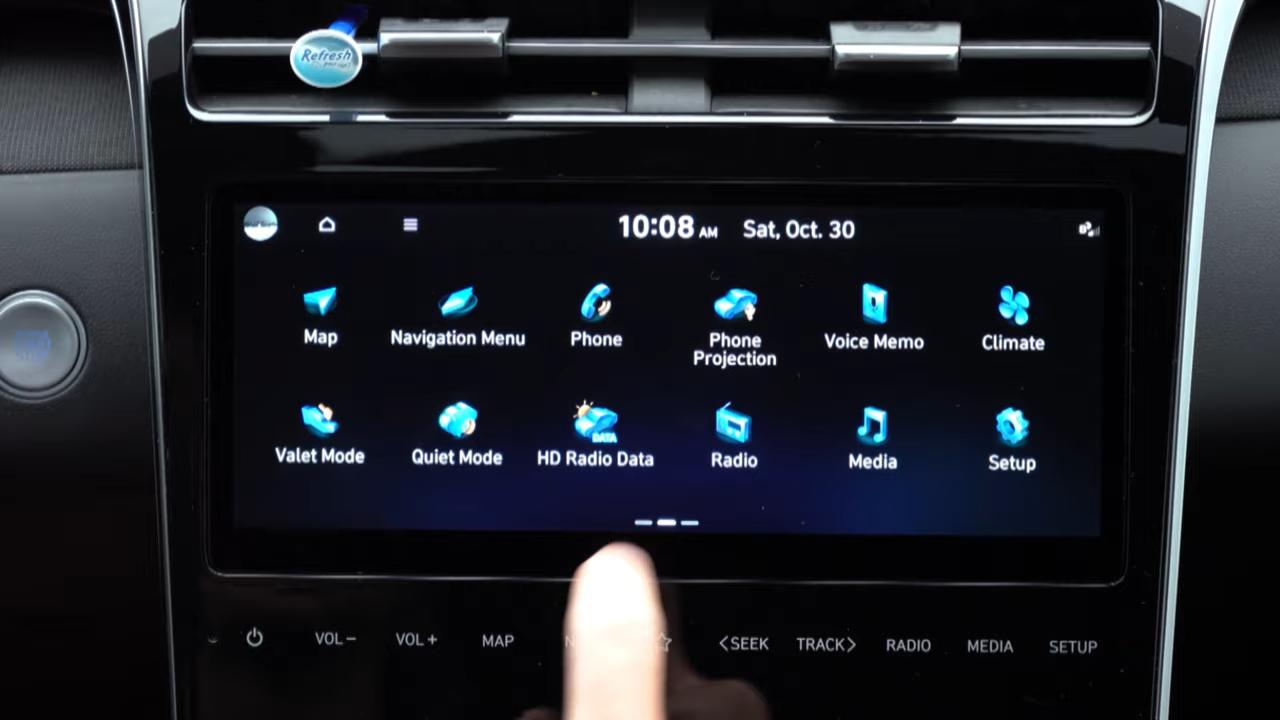 Refresh
10:08 AM Sat, Oct. 30
Map
Navigation Menu
Phone
Phone
Projection
Voice Memo
Climate
Valet Mode
Quiet Mode
DATA
HD Radio Data
Radio
Media
Setup
VOL− VOL+ MAP N ☆ <SEEK TRACK> RADIO MEDIA SETUP